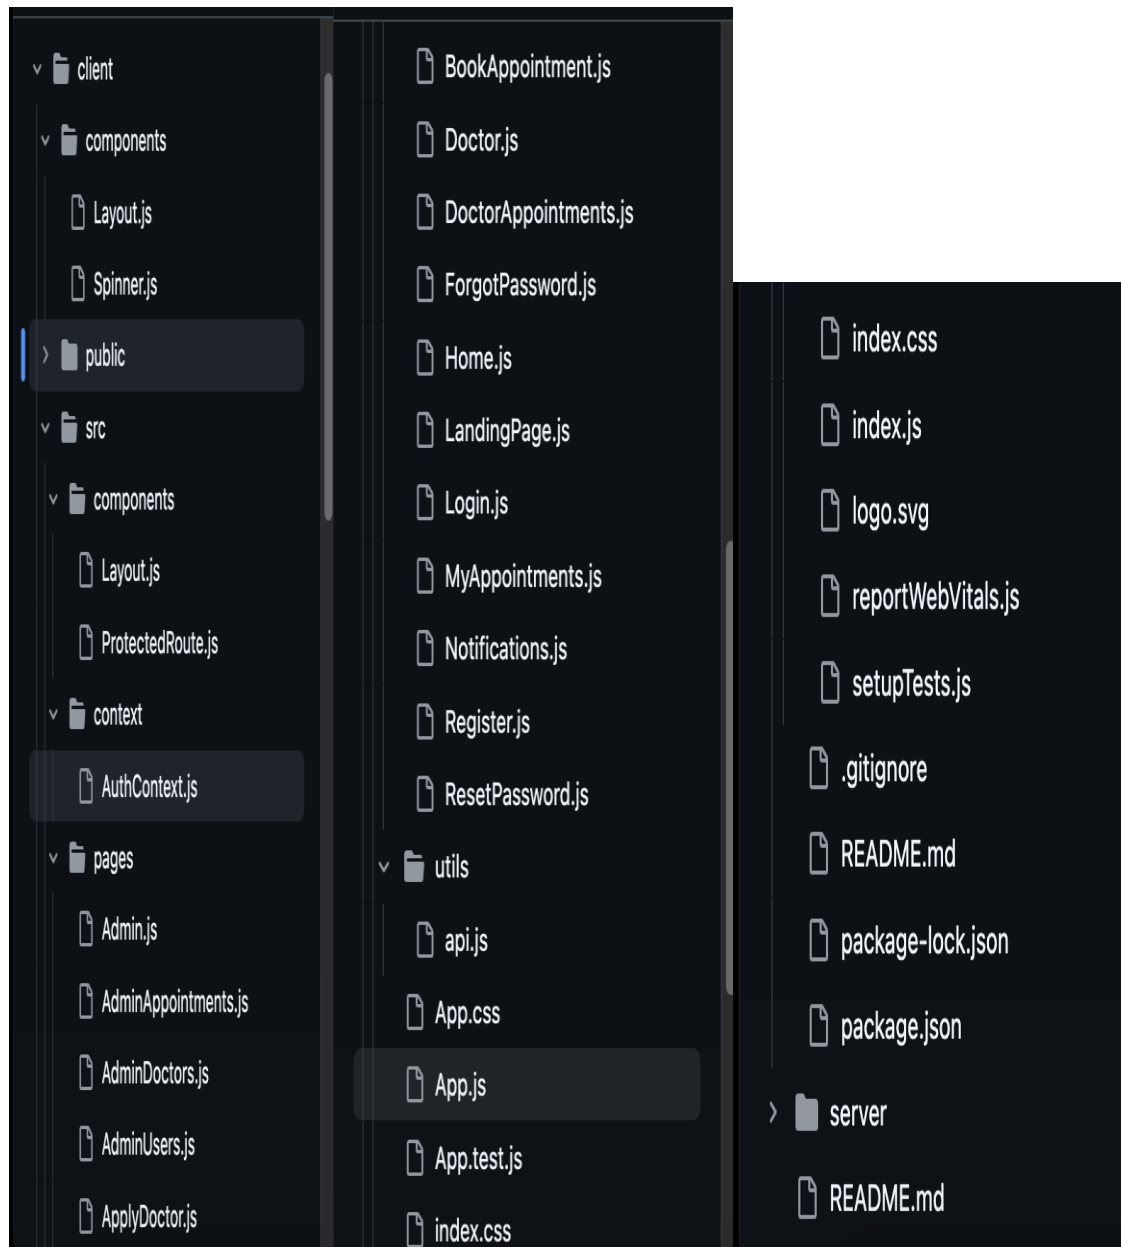 client
components
Layout.js
Spinner.js
public
src
components
Layout.js
ProtectedRoute.js
context
AuthContext.js
pages
Admin.js
AdminAppointments.js
AdminDoctors.js
AdminUsers.js
ApplyDoctor.js
BookAppointment.js
Doctor.js
DoctorAppointments.js
ForgotPassword.js
Home.js
LandingPage.js
Login.js
MyAppointments.js
Notifications.js
Register.js
ResetPassword.js
utils
api.js
App.css
App.js
App.test.js
index.css
index.css
index.js
logo.svg
reportWebVitals.js
setupTests.js
.gitignore
README.md
package-lock.json
package.json
server
README.md